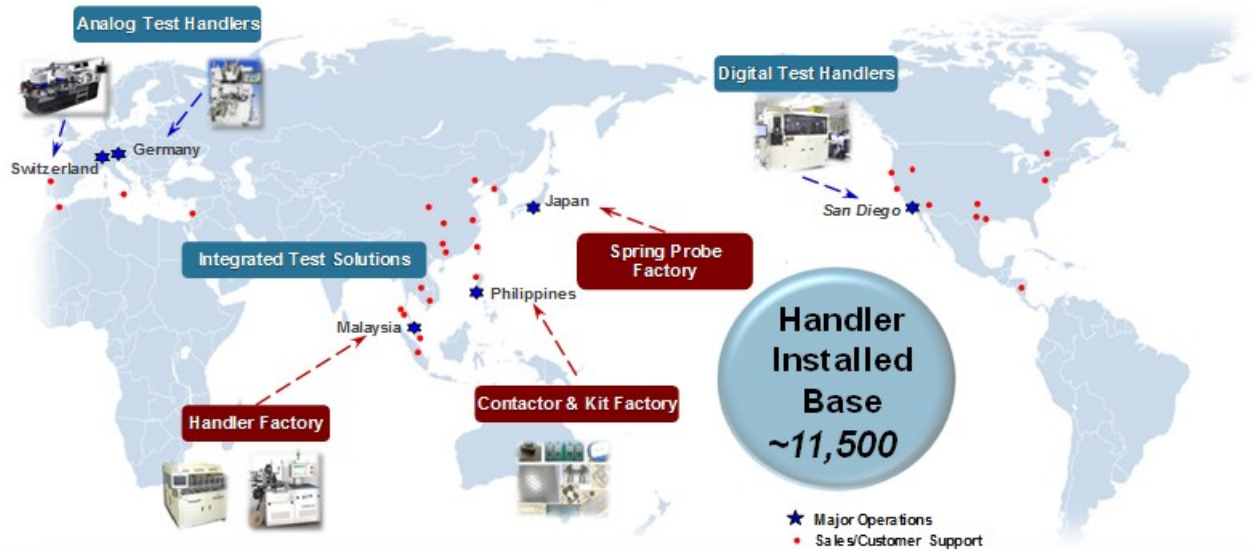 Analog Test Handlers
Digital Test Handlers
Germany
Switzerland
Japan
San Diego
Integrated Test Solutions
Spring Probe
Factory
Philippines
Malaysia
Handler
Installed
Base
~11,500
Contactor & Kit Factory
Handler Factory
Major Operations
Sales/Customer Support